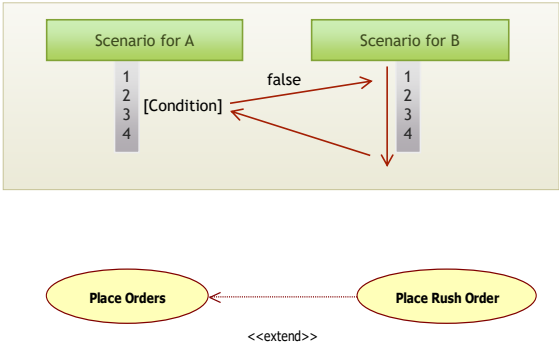 Scenario for A
Scenario for B
1
2
3
4
[Condition]
false
1
2
3
4
Place Orders
Place Rush Order
<<extend>>